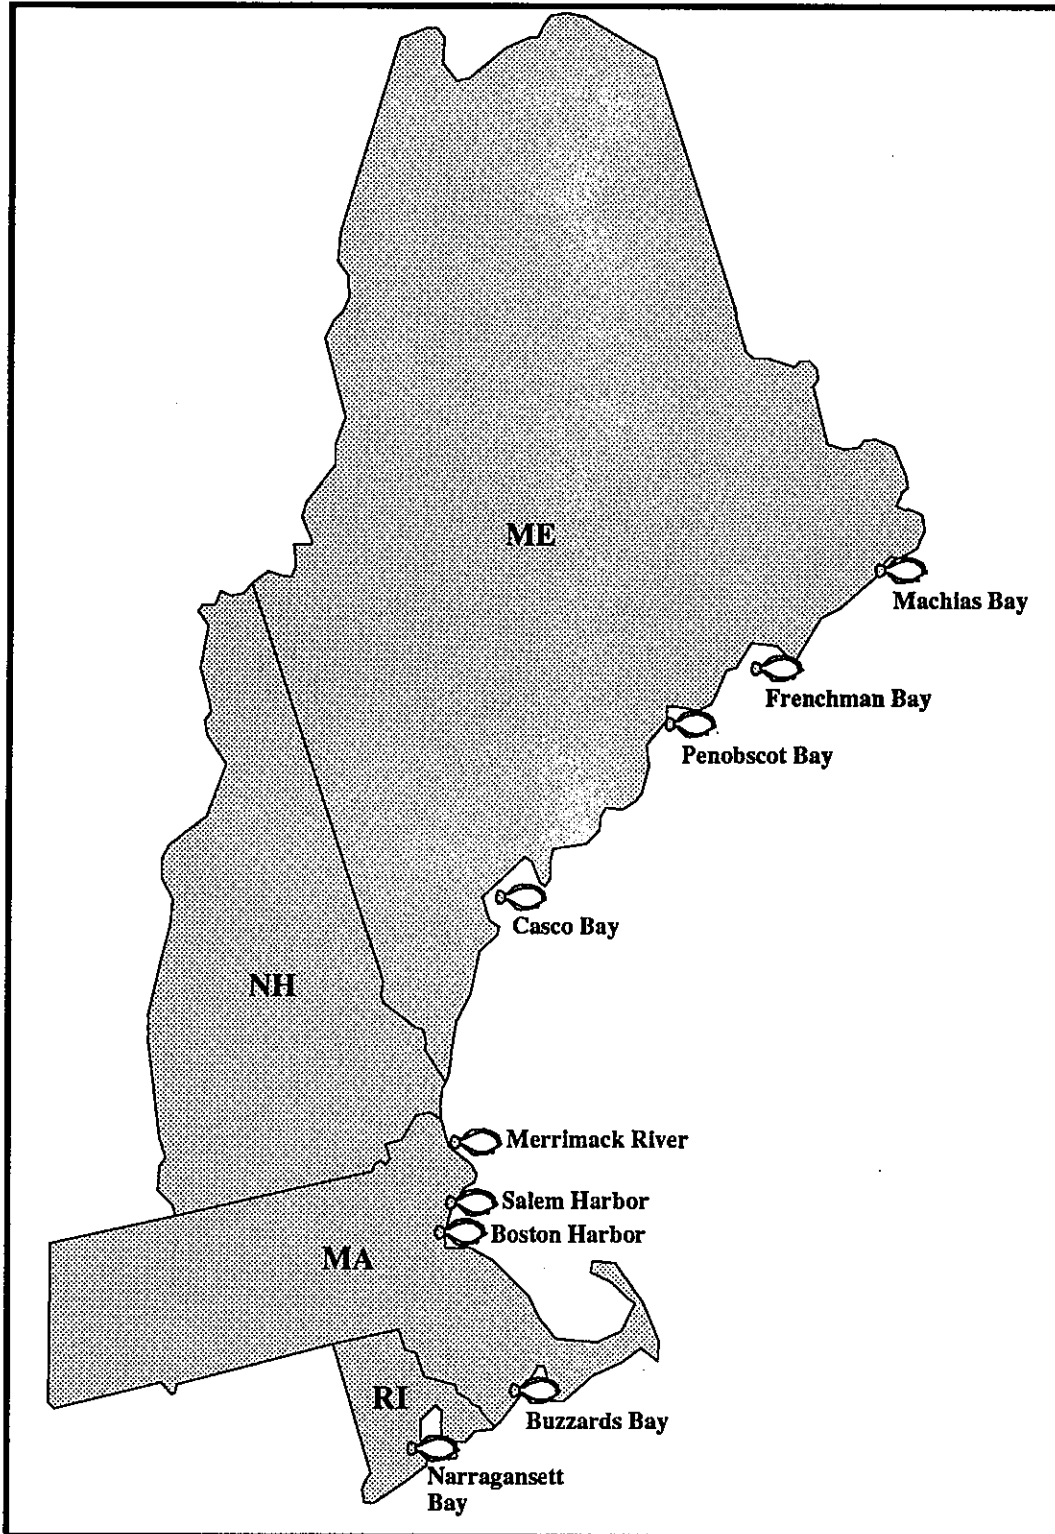 ME
Machias Bay
Frenchman Bay
Penobscot Bay
Casco Bay
NH
Merrimack River
Salem Harbor
Boston Harbor
MA
RI
Buzzards Bay
Narragansett
Bay